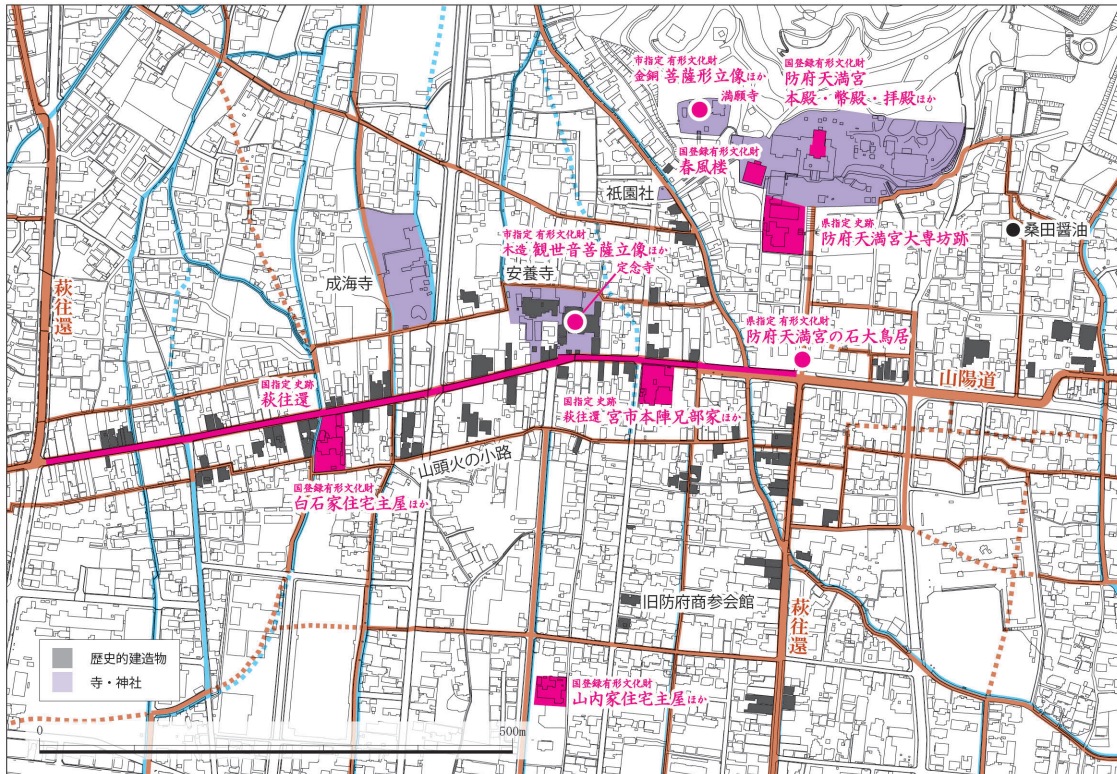 市指定 有形文化財
金銅 菩薩形立像ほか
満願寺
国登録有形文化財
防府天満宮
本殿・幣殿・拝殿ほか
国登録有形文化財
春風楼
祇園社
県指定 史跡
防府天満宮大専坊跡
桑田醤油
市指定 有形文化財
木造 観世音菩薩立像ほか
定念寺
安養寺
成海寺
萩往還
県指定 有形文化財
防府天満宮の石大鳥居
山陽道
国指定 史跡
萩往還
国指定 史跡
萩往還 宮市本陣兄部家ほか
山頭火の小路
国登録有形文化財
白石家住宅主屋ほか
旧防府商参会館
萩往還
国登録有形文化財
山内家住宅主屋ほか
歴史的建造物
寺・神社
0
500m